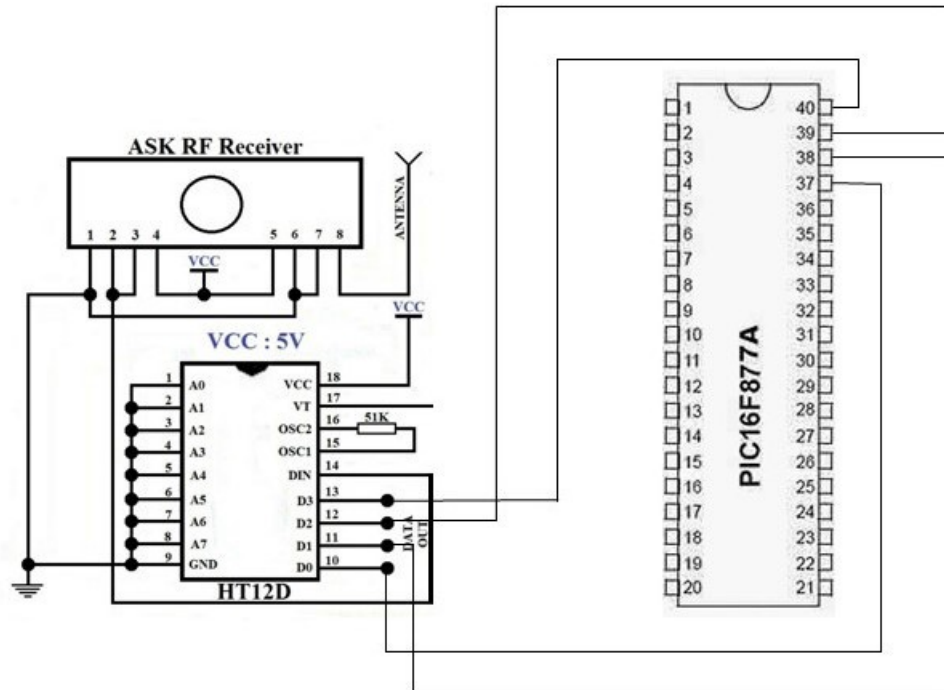 ASK RF Receiver
1 2 3 4 5 6 7 8
ANTENNA
VCC
VCC
VCC : 5V
1 A0 VCC 18
2 A1 VT 17
3 A2 OSC2 16 51K
4 A3 OSC1 15
5 A4 DIN 14
6 A5 D3 13
7 A6 D2 12
8 A7 D1 11
9 GND D0 10
DATA
OUT
HT12D
1 40
2 39
3 38
4 37
5 36
6 35
7 34
8 33
9 32
10 31
11 30
12 29
13 28
14 27
15 26
16 25
17 24
18 23
19 22
20 21
PIC16F877A